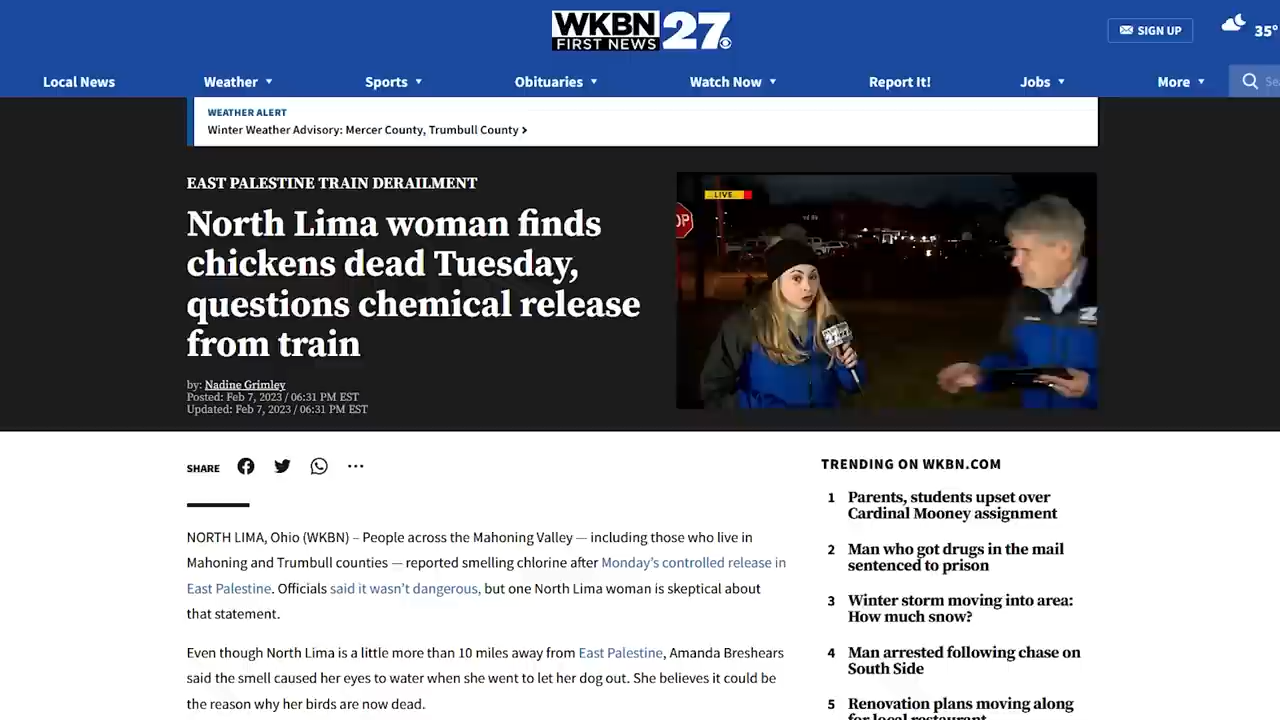 WKBN
FIRST NEWS
27
SIGN UP
35°
Local News
Weather
Sports
Obituaries
Watch Now
Report It!
Jobs
More
WEATHER ALERT
Winter Weather Advisory: Mercer County, Trumbull County
EAST PALESTINE TRAIN DERAILMENT
North Lima woman finds
chickens dead Tuesday,
questions chemical release
from train
by: Nadine Grimley
Posted: Feb 7, 2023 / 06:31 PM EST
Updated: Feb 7, 2023 / 06:31 PM EST
LIVE
OP
27
SHARE
NORTH LIMA, Ohio (WKBN) – People across the Mahoning Valley — including those who live in
Mahoning and Trumbull counties — reported smelling chlorine after Monday's controlled release in
East Palestine. Officials said it wasn't dangerous, but one North Lima woman is skeptical about
that statement.
Even though North Lima is a little more than 10 miles away from East Palestine, Amanda Breshears
said the smell caused her eyes to water when she went to let her dog out. She believes it could be
the reason why her birds are now dead.
TRENDING ON WKBN.COM
1 Parents, students upset over
Cardinal Mooney assignment
2 Man who got drugs in the mail
sentenced to prison
3 Winter storm moving into area:
How much snow?
4 Man arrested following chase on
South Side
5 Renovation plans moving along
for local restaurant